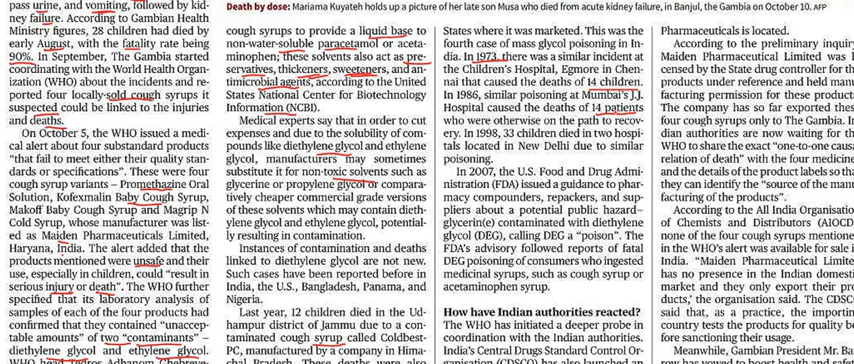 Death by dose: Mariama Kuyateh holds up a picture of her late son Musa who died from acute kidney failure, in Banjul, the Gambia on October 10. AFP
pass urine, and vomiting, followed by kid-
ney failure. According to Gambian Health
Ministry figures, 28 children had died by
early August, with the fatality rate being
90%. In September, The Gambia started
coordinating with the World Health Organ-
ization (WHO) about the incidents and re-
ported four locally-sold cough syrups it
suspected could be linked to the injuries
and deaths.
On October 5, the WHO issued a medi-
cal alert about four substandard products
"that fail to meet either their quality stan-
dards or specifications". These were four
cough syrup variants – Promethazine Oral
Solution, Kofexmalin Baby Cough Syrup,
Makoff Baby Cough Syrup and Magrip N
Cold Syrup, whose manufacturer was list-
ed as Maiden Pharmaceuticals Limited,
Haryana, India. The alert added that the
products mentioned were unsafe and their
use, especially in children, could "result in
serious injury or death". The WHO further
specified that its laboratory analysis of
samples of each of the four products had
confirmed that they contained "unaccep-
table amounts" of two "contaminants" –
diethylene glycol and ethylene glycol.
WHO
cough syrups to provide a liquid base to
non-water-soluble paracetamol or aceta-
minophen; these solvents also act as pre-
servatives, thickeners, sweeteners, and an-
timicrobial agents, according to the United
States National Center for Biotechnology
Information (NCBI).
Medical experts say that in order to cut
expenses and due to the solubility of com-
pounds like diethylene glycol and ethylene
glycol, manufacturers may sometimes
substitute it for non-toxic solvents such as
glycerine or propylene glycol or compara-
tively cheaper commercial grade versions
of these solvents which may contain dieth-
ylene glycol and ethylene glycol, potential-
ly resulting in contamination.
Instances of contamination and deaths
linked to diethylene glycol are not new.
Such cases have been reported before in
India, the U.S., Bangladesh, Panama, and
Nigeria.
Last year, 12 children died in the Ud-
hampur district of Jammu due to a con-
taminated cough syrup called Coldbest-
PC, manufactured by a company in Hima-
States where it was marketed. This was the
fourth case of mass glycol poisoning in In-
dia. In 1973, there was a similar incident at
the Children's Hospital, Egmore in Chen-
nai that caused the deaths of 14 children.
In 1986, similar poisoning at Mumbai's J.J.
Hospital caused the deaths of 14 patients
who were otherwise on the path to recov-
ery. In 1998, 33 children died in two hospi-
tals located in New Delhi due to similar
poisoning.
In 2007, the U.S. Food and Drug Admi-
nistration (FDA) issued a guidance to phar-
macy compounders, repackers, and sup-
pliers about a potential public hazard—
glycerin(e) contaminated with diethylene
glycol (DEG), calling DEG a "poison". The
FDA's advisory followed reports of fatal
DEG poisoning of consumers who ingested
medicinal syrups, such as cough syrup or
acetaminophen syrup.
How have Indian authorities reacted?
The WHO has initiated a deeper probe in
coordination with the Indian authorities.
India's Central Drugs Standard Control Or-
Pharmaceuticals is located.
According to the preliminary inquir
Maiden Pharmaceutical Limited was l
censed by the State drug controller for th
products under reference and held manu
facturing permission for these product
The company has so far exported thes
four cough syrups only to The Gambia. In
dian authorities are now waiting for th
WHO to share the exact "one-to-one causa
relation of death" with the four medicine
and the details of the product labels so tha
they can identify the "source of the manu
facturing of the products".
According to the All India Organisatio
of Chemists and Distributors (AIOCD
none of the four cough syrups mentione
in the WHO's alert was available for sale i
India. "Maiden Pharmaceutical Limite
has no presence in the Indian domesti
market and they only export their pro
ducts,' the organisation said. The CDSC
said that, as a practice, the importin
country tests the products for quality be
fore sanctioning their usage.
Meanwhile, Gambian President Mr. Bar